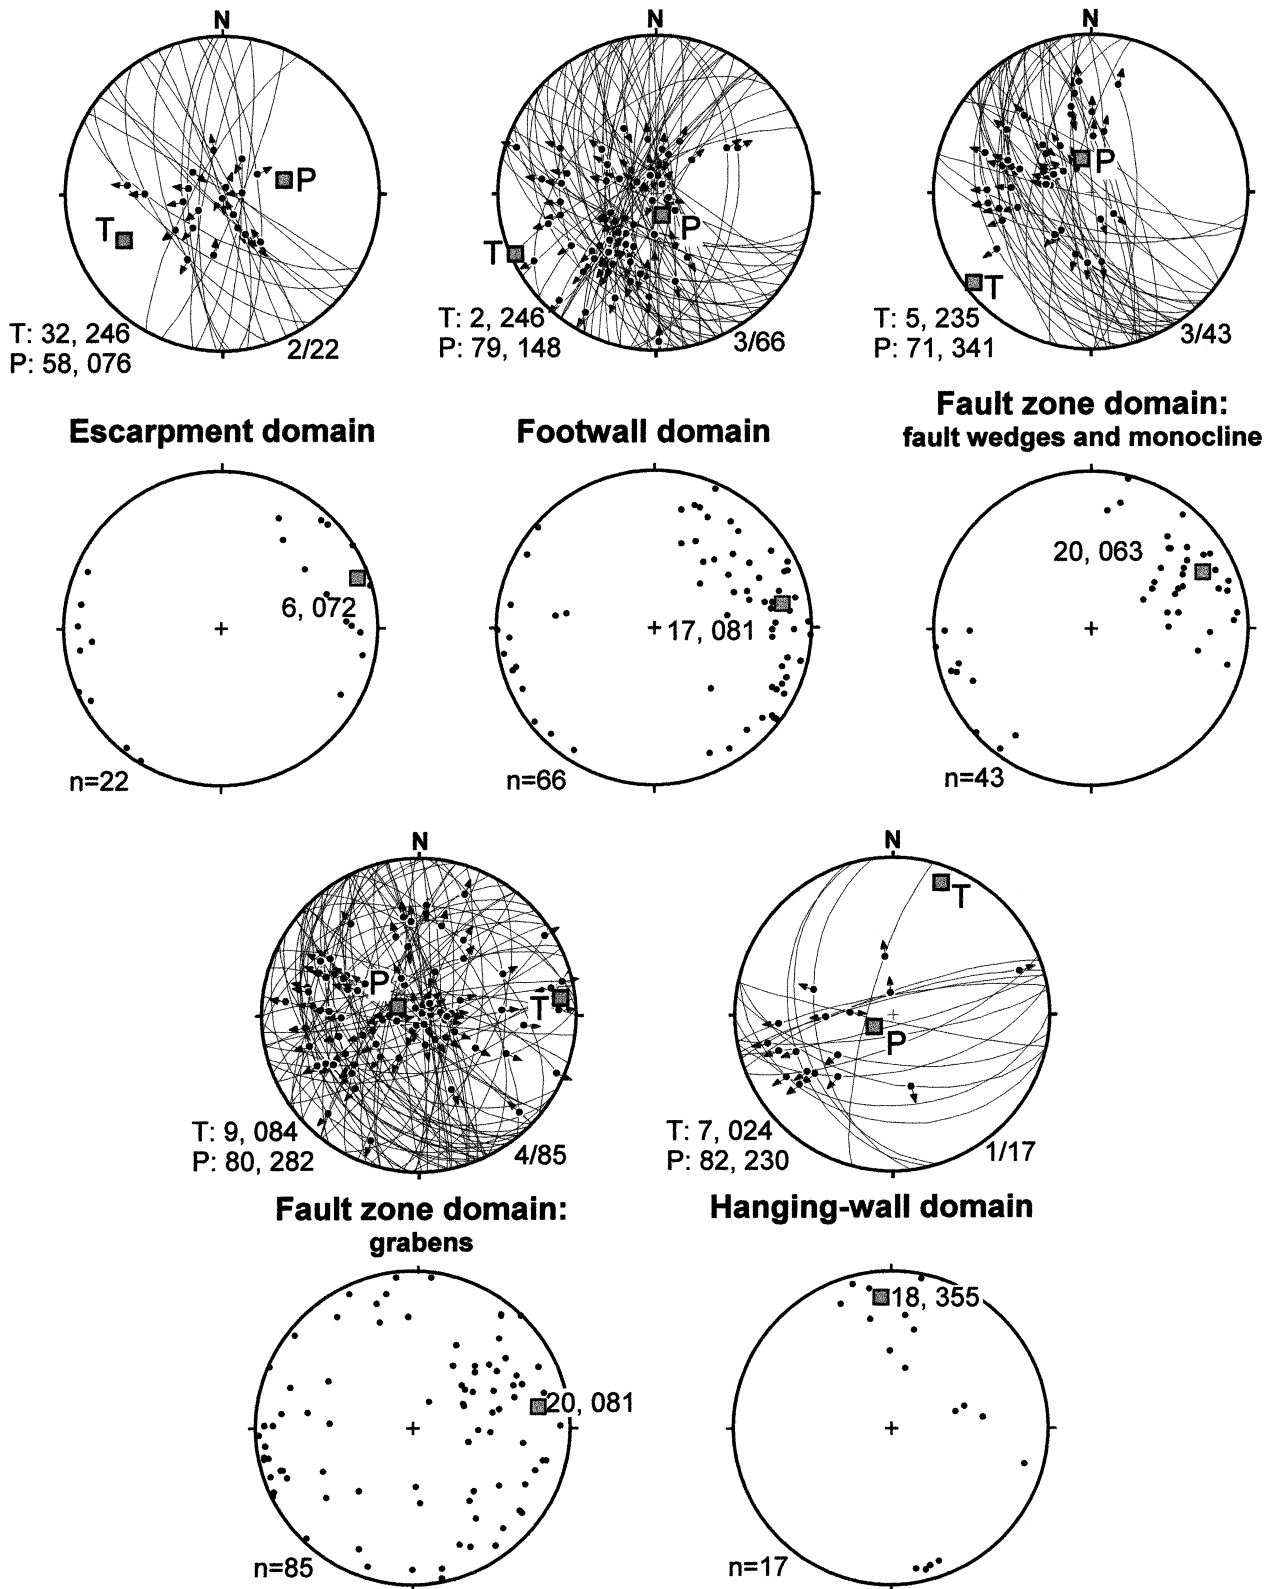 N
N
N
P
T
T: 32, 246
P: 58, 076
2/22
P
T
T: 2, 246
P: 79, 148
3/66
P
T
T: 5, 235
P: 71, 341
3/43
Escarpment domain
Footwall domain
Fault zone domain:
fault wedges and monocline
6, 072
n=22
17, 081
n=66
20, 063
n=43
N
N
P
T
T: 9, 084
P: 80, 282
4/85
T
P
T: 7, 024
P: 82, 230
1/17
Fault zone domain:
grabens
Hanging-wall domain
20, 081
n=85
18, 355
n=17